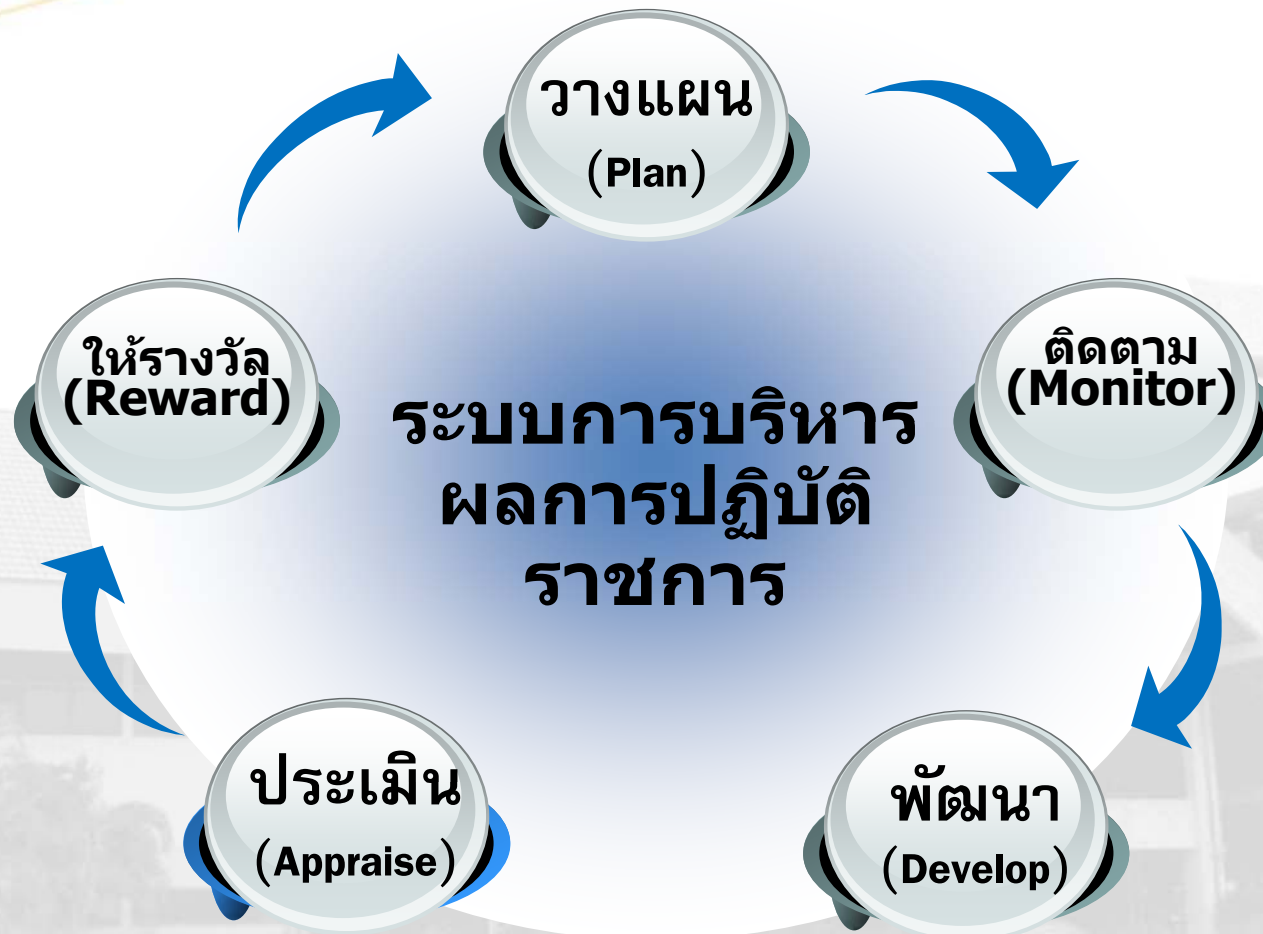 วางแผน
(Plan)
ให้รางวัล
(Reward)
ติดตาม
(Monitor)
ระบบการบริหาร
ผลการปฏิบัติ
ราชการ
ประเมิน
(Appraise)
พัฒนา
(Develop)